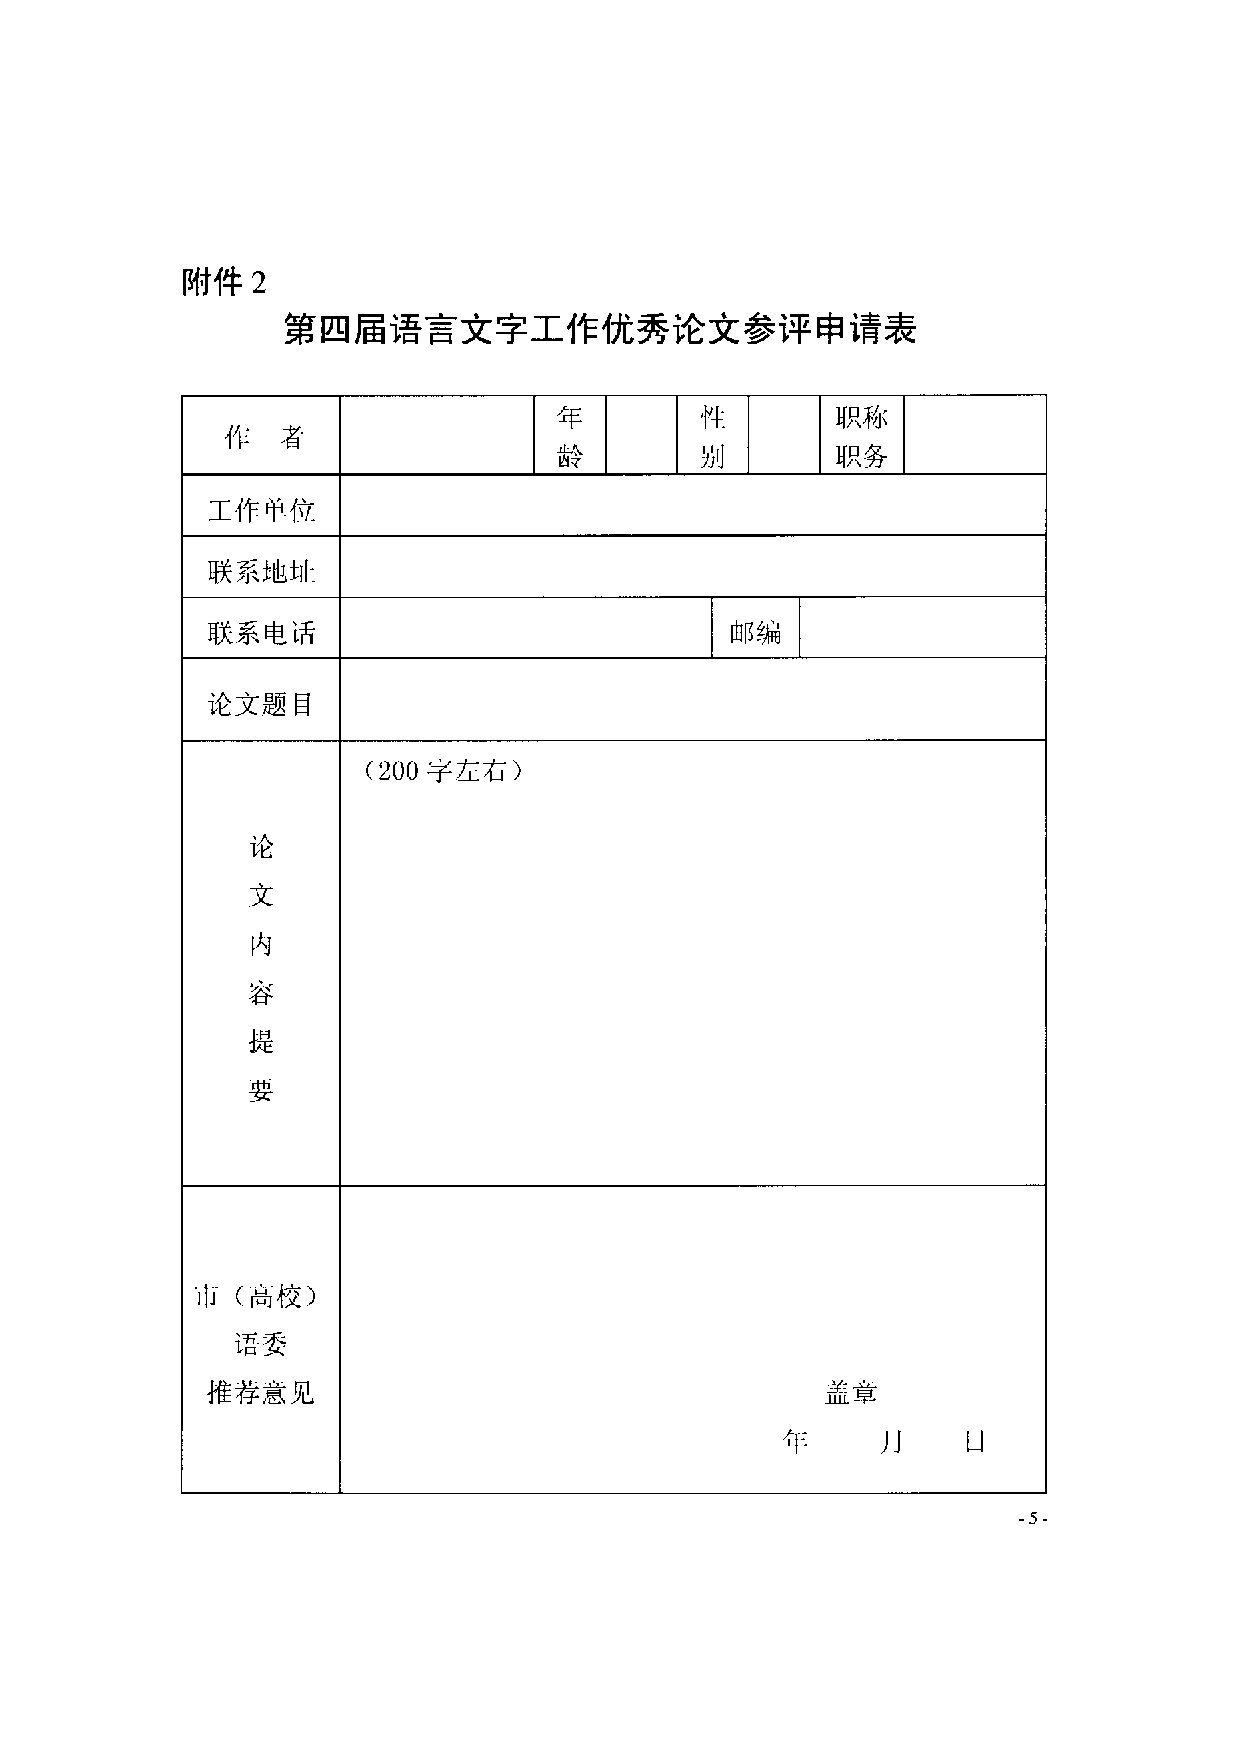 附件 2
第四届语言文字工作优秀论文参评申请表
作 者
年龄
性别
职称职务
工作单位
联系地址
联系电话
邮编
论文题目
论文内容提要
（200 字左右）
市（高校）
语委
推荐意见
盖章
年 月 日
- 5 -